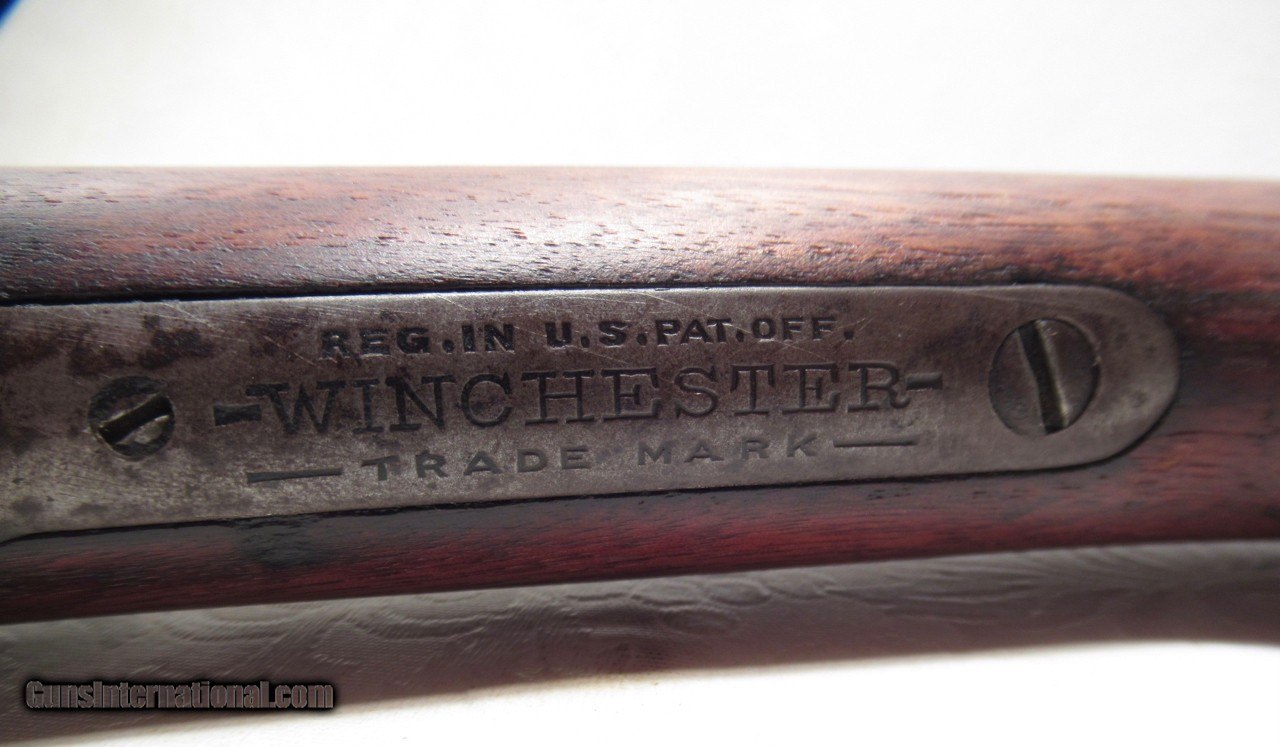 REG. IN U.S. PAT. OFF.
-WINCHESTER-
— TRADE MARK —
GunsInternational.com